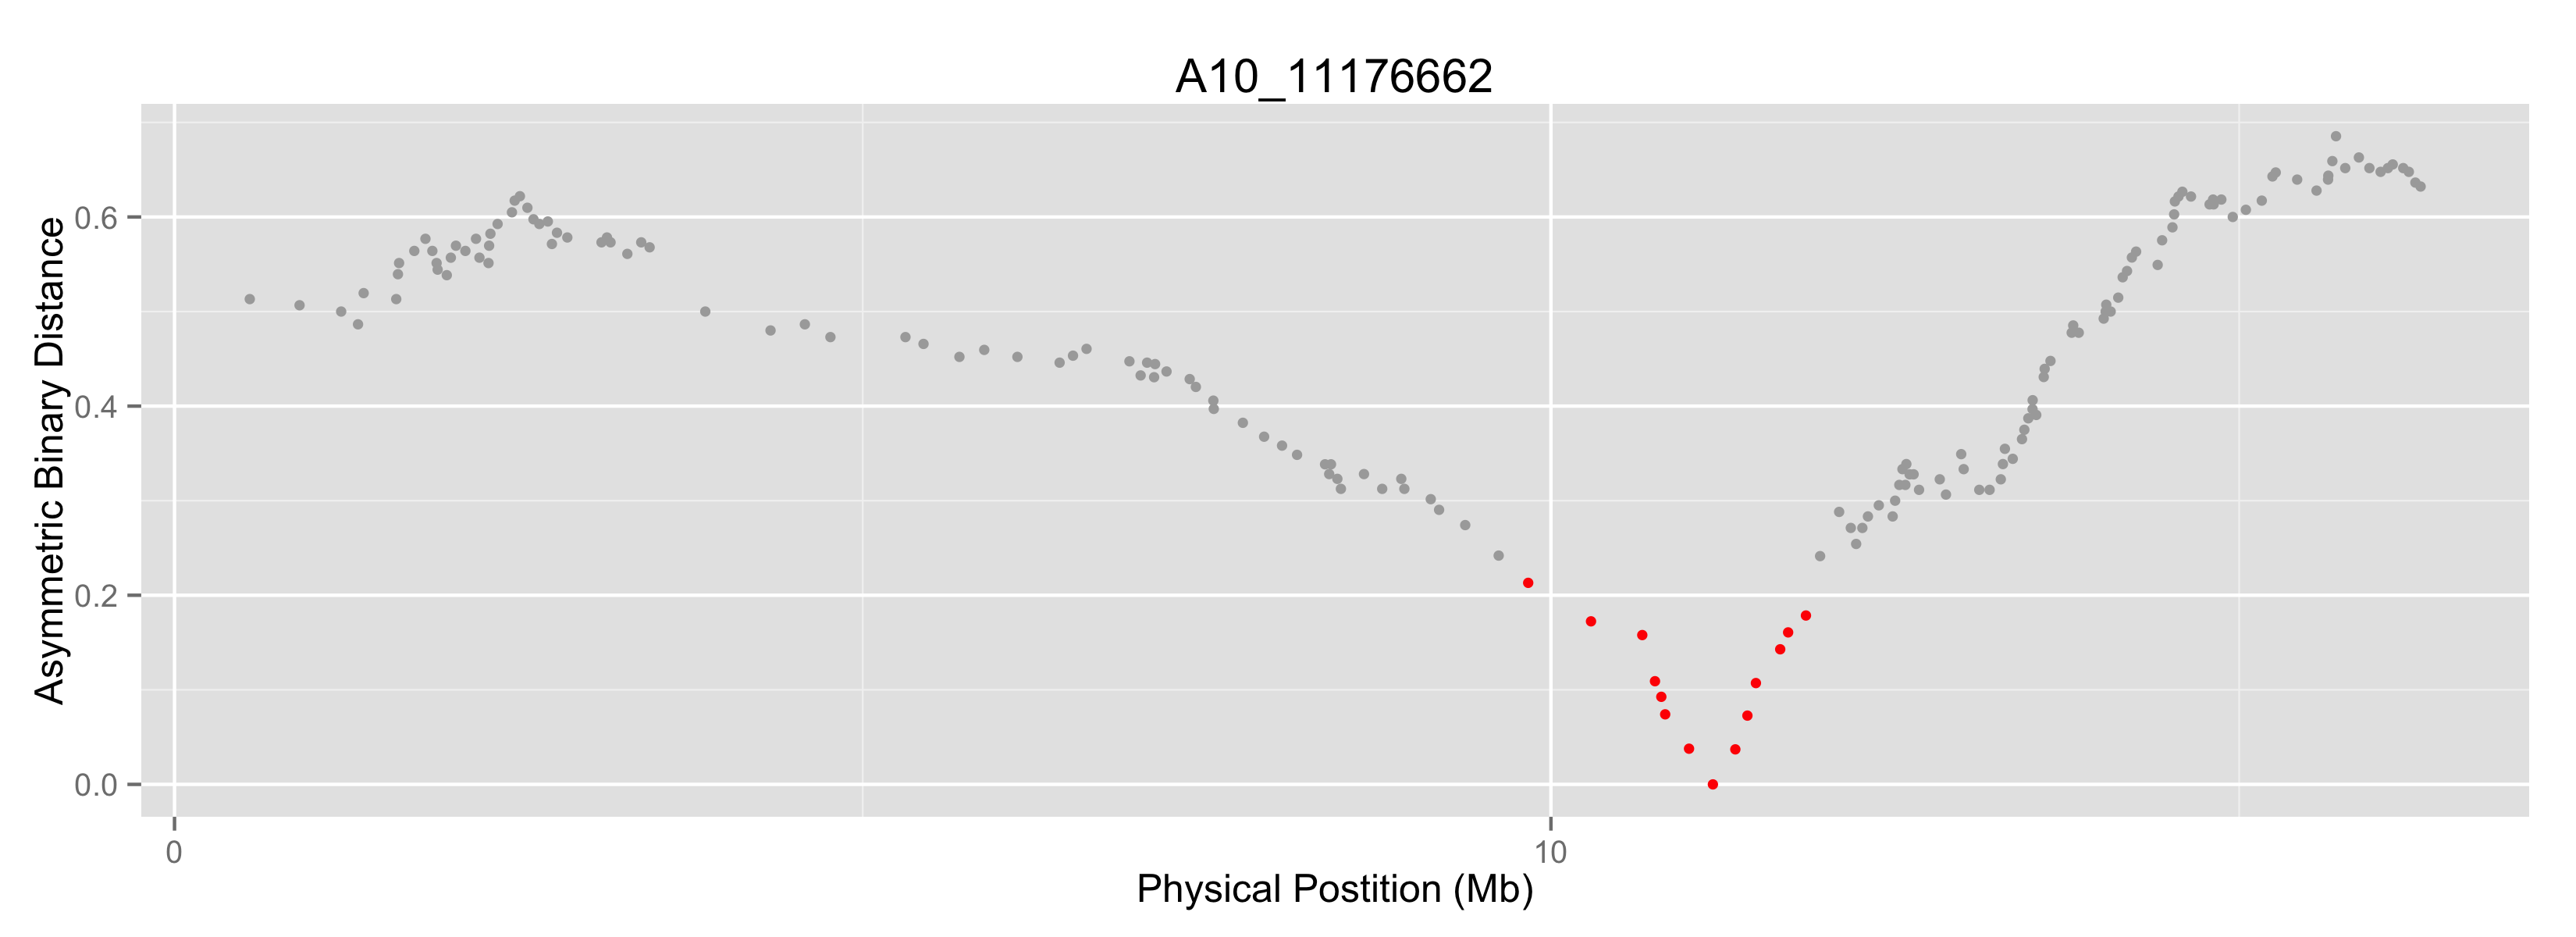 A10_11176662
Asymmetric Binary Distance
0.6
0.4
0.2
0.0
0
10
Physical Postition (Mb)